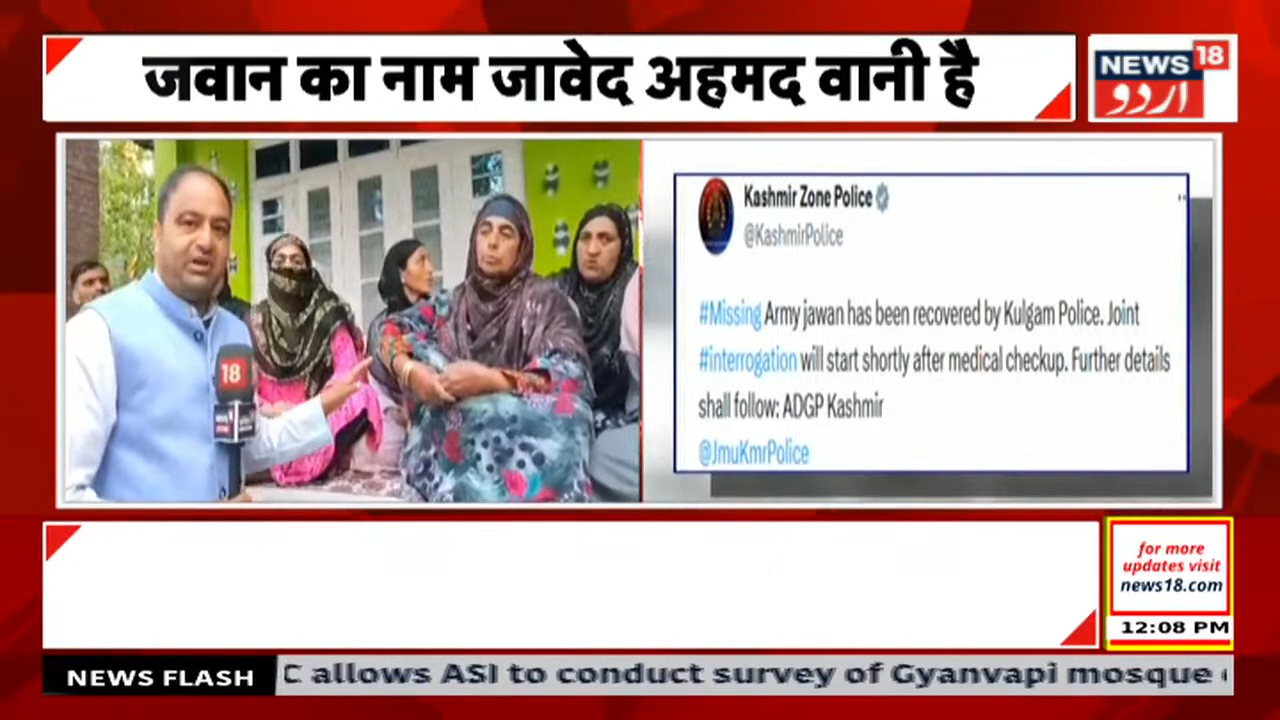 जवान का नाम जावेद अहमद वानी है
NEWS 18
اردو
Kashmir Zone Police
@KashmirPolice
#Missing Army jawan has been recovered by Kulgam Police. Joint
#interrogation will start shortly after medical checkup. Further details
shall follow: ADGP Kashmir
@JmuKmrPolice
18
for more
updates visit
news18.com
12:08 PM
NEWS FLASH
C allows ASI to conduct survey of Gyanvapi mosque